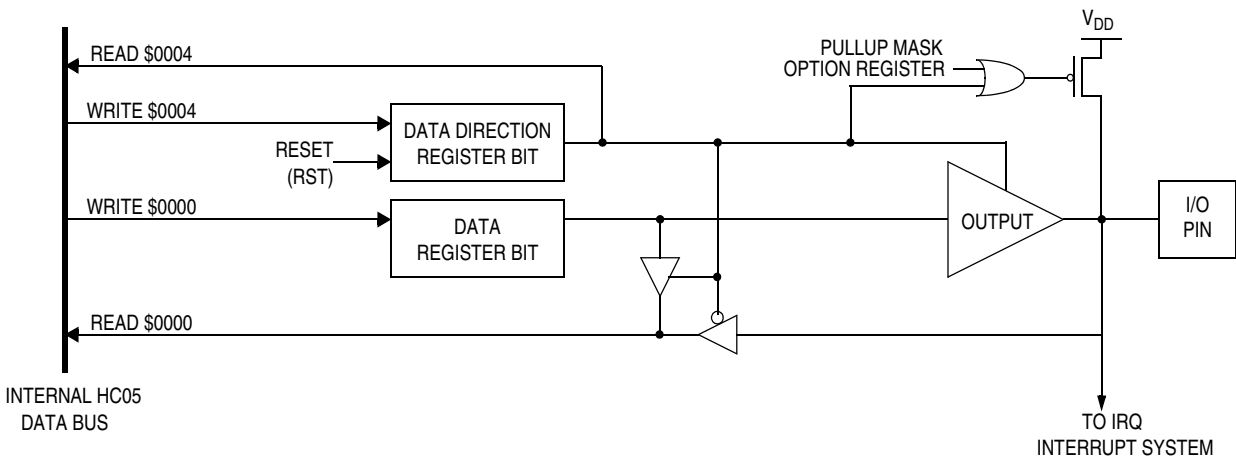 V_DD
READ $0004
PULLUP MASK
OPTION REGISTER
WRITE $0004
DATA DIRECTION
REGISTER BIT
RESET
(RST)
WRITE $0000
DATA
REGISTER BIT
OUTPUT
I/O
PIN
READ $0000
INTERNAL HC05
DATA BUS
TO IRQ
INTERRUPT SYSTEM